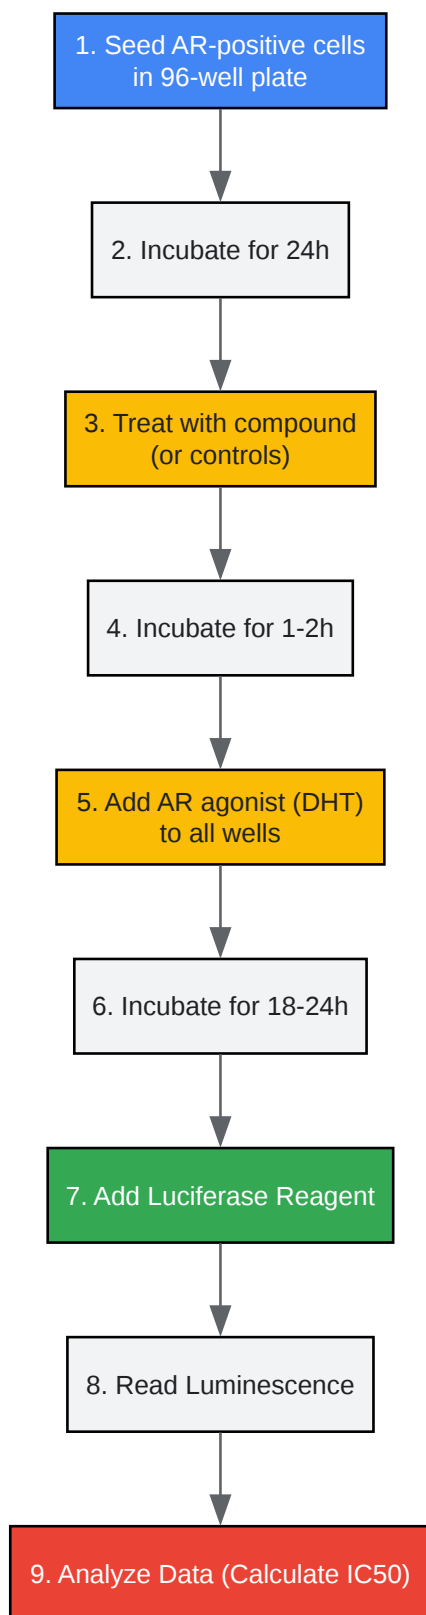 1. Seed AR-positive cells
in 96-well plate
2. Incubate for 24h
3. Treat with compound
(or controls)
4. Incubate for 1-2h
5. Add AR agonist (DHT)
to all wells
6. Incubate for 18-24h
7. Add Luciferase Reagent
8. Read Luminescence
9. Analyze Data (Calculate IC50)